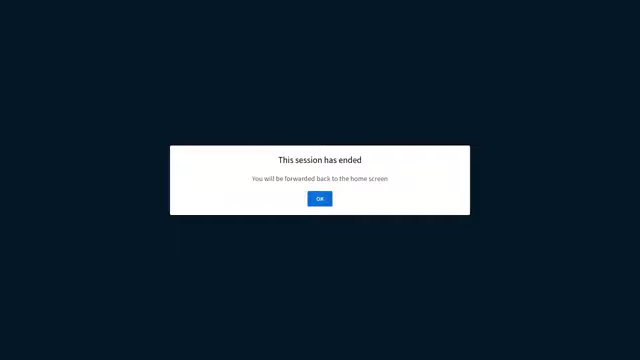 This session has ended
You will be forwarded back to the home screen
OK